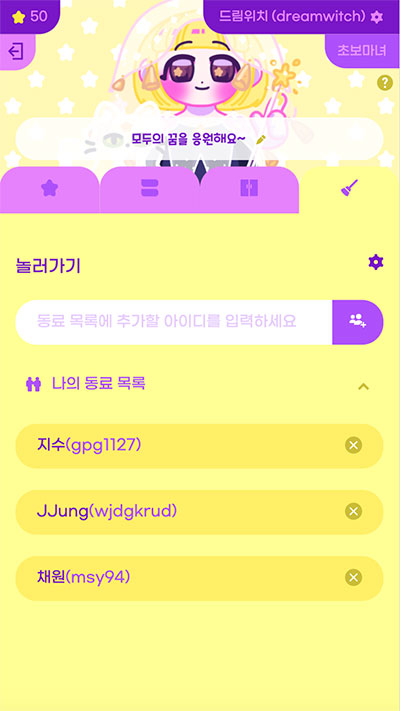 50
드림위치 (dreamwitch)
초보마녀
?
모두의 꿈을 응원해요~
놀러가기
동료 목록에 추가할 아이디를 입력하세요
나의 동료 목록
지수(gpg1127)
JJung(wjdgkrud)
채원(msy94)